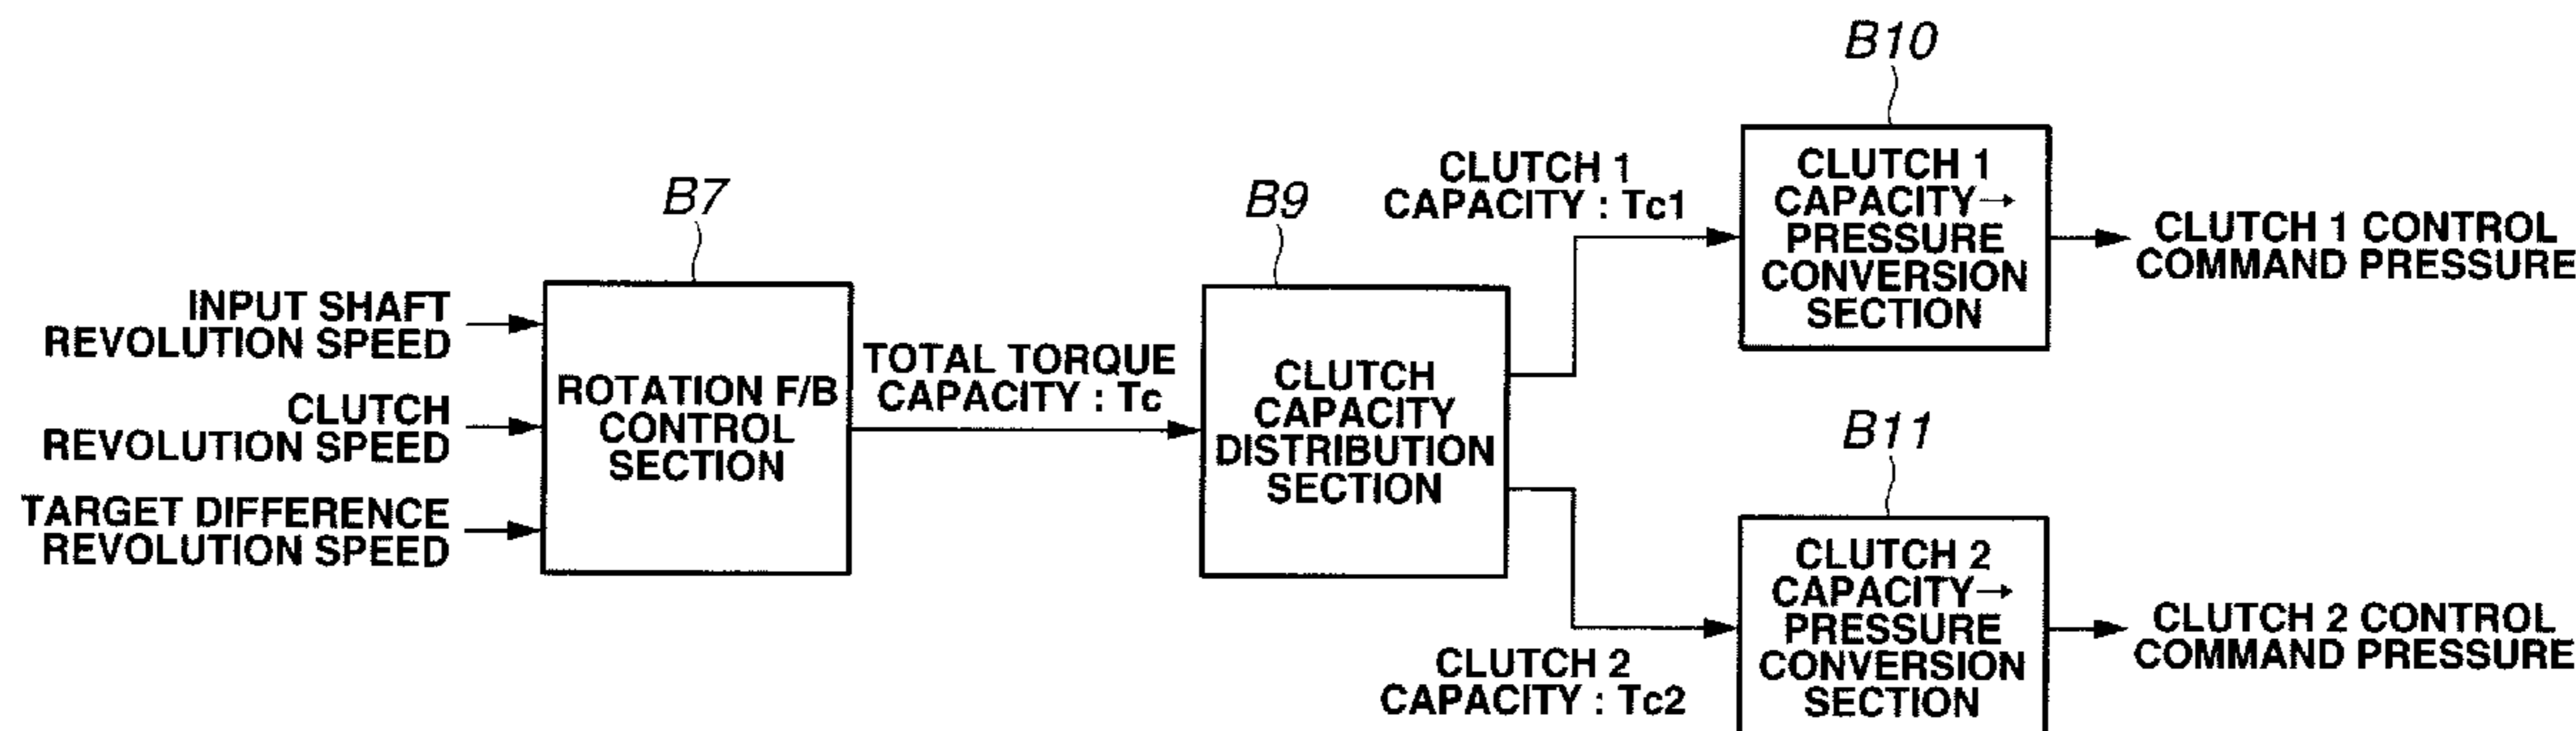 INPUT SHAFT
REVOLUTION SPEED
CLUTCH
REVOLUTION SPEED
TARGET DIFFERENCE
REVOLUTION SPEED
B7
ROTATION F/B
CONTROL
SECTION
TOTAL TORQUE
CAPACITY : Tc
B9
CLUTCH
CAPACITY
DISTRIBUTION
SECTION
CLUTCH 1
CAPACITY : Tc1
B10
CLUTCH 1
CAPACITY→
PRESSURE
CONVERSION
SECTION
CLUTCH 1 CONTROL
COMMAND PRESSURE
CLUTCH 2
CAPACITY : Tc2
B11
CLUTCH 2
CAPACITY→
PRESSURE
CONVERSION
SECTION
CLUTCH 2 CONTROL
COMMAND PRESSURE